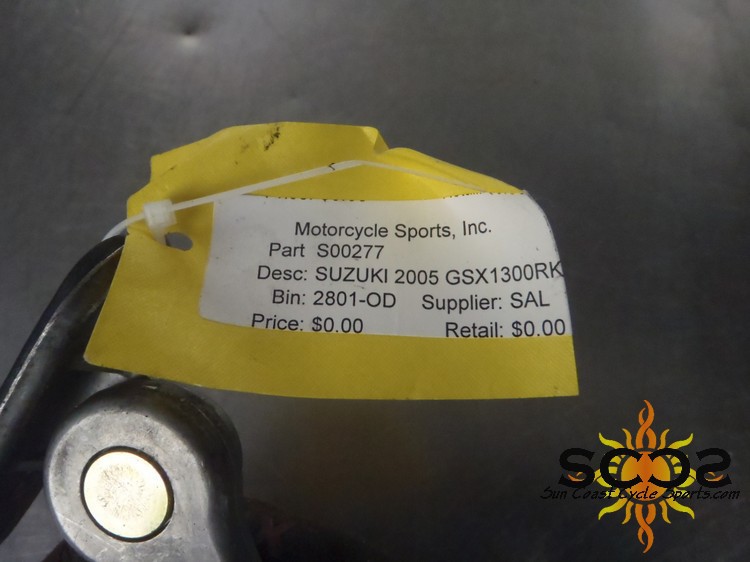 Motorcycle Sports, Inc.
Part S00277
Desc: SUZUKI 2005 GSX1300RK
Bin: 2801-OD Supplier: SAL
Price: $0.00 Retail: $0.00
SCCS
Sun Coast Cycle Sports.com